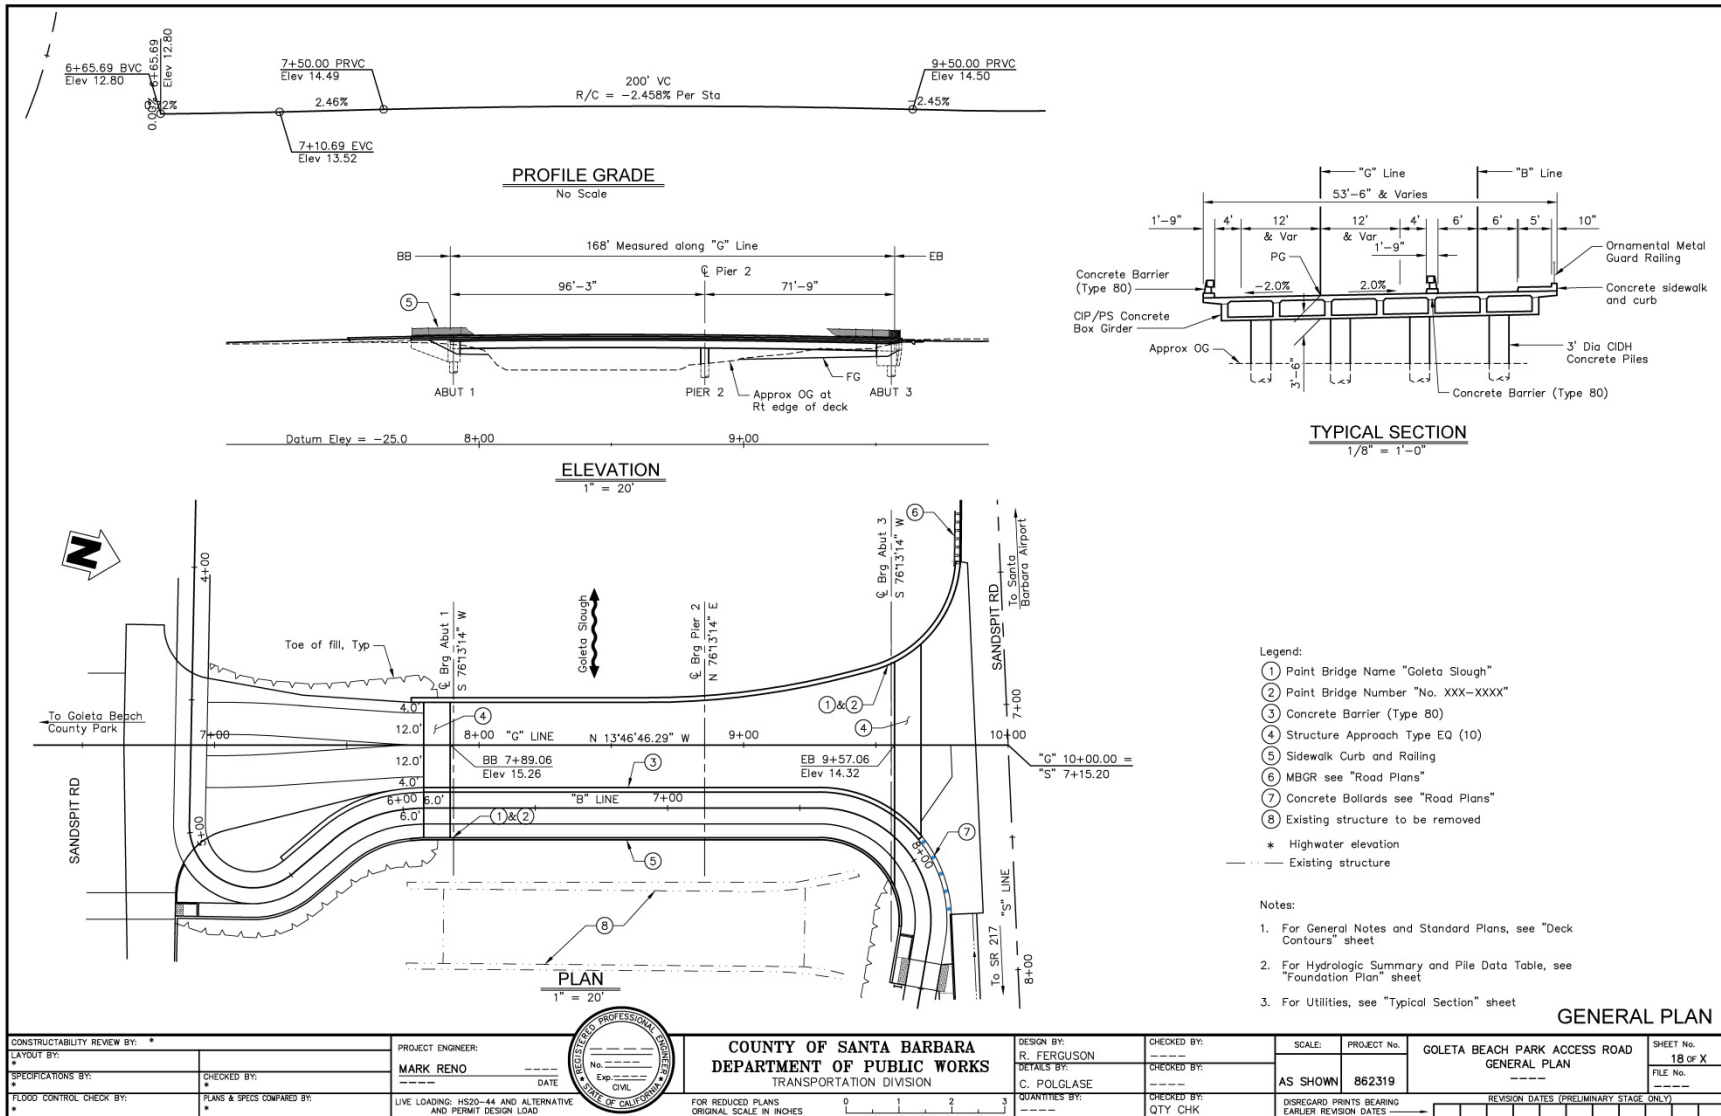 6+65.69 BVC
Elev 12.80
6+65.69
Elev 12.80
7+50.00 PRVC
Elev 14.49
2.46%
7+10.69 EVC
Elev 13.52
200' VC
R/C = -2.458% Per Sta
9+50.00 PRVC
Elev 14.50
-2.45%
PROFILE GRADE
No Scale
168' Measured along "G" Line
BB
EB
℄ Pier 2
96'-3"
71'-9"
5
ABUT 1
PIER 2
ABUT 3
FG
Approx OG at
Rt edge of deck
Datum Elev = -25.0
8+00
9+00
ELEVATION
1" = 20'
"G" Line
"B" Line
53'-6" & Varies
1'-9"
4'
12'
& Var
12'
& Var
4'
1'-9"
6'
6'
5'
10"
PG
-2.0%
2.0%
Ornamental Metal
Guard Railing
Concrete Barrier
(Type 80)
Concrete sidewalk
and curb
CIP/PS Concrete
Box Girder
Approx OG
3'-6"
3' Dia CIDH
Concrete Piles
Concrete Barrier (Type 80)
TYPICAL SECTION
1/8" = 1'-0"
N
4+00
Toe of fill, Typ
℄ Brg Abut 1
S 76°13'14" W
Goleta Slough
℄ Brg Pier 2
N 76°13'14" E
℄ Brg Abut 3
S 76°13'14" W
6
SANDSPIT RD
To Santa
Barbara Airport
7+00
To Goleta Beach
County Park
7+00
4.0'
12.0'
4
8+00
"G" LINE
N 13°46'46.29" W
9+00
1&2
4
10+00
12.0'
4.0'
BB 7+89.06
Elev 15.26
3
EB 9+57.06
Elev 14.32
"G" 10+00.00 =
"S" 7+15.20
6+00
6.0'
6.0'
"B" LINE
7+00
1&2
5
5+00
SANDSPIT RD
8+00
7
8
"S" LINE
To SR 217
8+00
PLAN
1" = 20'
Legend:
1 Paint Bridge Name "Goleta Slough"
2 Paint Bridge Number "No. XXX-XXXX"
3 Concrete Barrier (Type 80)
4 Structure Approach Type EQ (10)
5 Sidewalk Curb and Railing
6 MBGR see "Road Plans"
7 Concrete Bollards see "Road Plans"
8 Existing structure to be removed
* Highwater elevation
Existing structure
Notes:
1. For General Notes and Standard Plans, see "Deck
Contours" sheet
2. For Hydrologic Summary and Pile Data Table, see
"Foundation Plan" sheet
3. For Utilities, see "Typical Section" sheet
GENERAL PLAN
CONSTRUCTABILITY REVIEW BY: *
LAYOUT BY:
*
SPECIFICATIONS BY:
*
CHECKED BY:
*
FLOOD CONTROL CHECK BY:
*
PLANS & SPECS COMPARED BY:
*
PROJECT ENGINEER:
MARK RENO
----
----
DATE
LIVE LOADING: HS20-44 AND ALTERNATIVE
AND PERMIT DESIGN LOAD
REGISTERED PROFESSIONAL ENGINEER
No.
Exp.
CIVIL
STATE OF CALIFORNIA
COUNTY OF SANTA BARBARA
DEPARTMENT OF PUBLIC WORKS
TRANSPORTATION DIVISION
FOR REDUCED PLANS
ORIGINAL SCALE IN INCHES
0 1 2 3
DESIGN BY:
R. FERGUSON
CHECKED BY:
----
DETAILS BY:
C. POLGLASE
CHECKED BY:
----
QUANTITIES BY:
----
CHECKED BY:
QTY CHK
SCALE:
AS SHOWN
PROJECT No.
862319
GOLETA BEACH PARK ACCESS ROAD
GENERAL PLAN
----
SHEET No.
18 OF X
FILE No.
----
DISREGARD PRINTS BEARING
EARLIER REVISION DATES
REVISION DATES (PRELIMINARY STAGE ONLY)